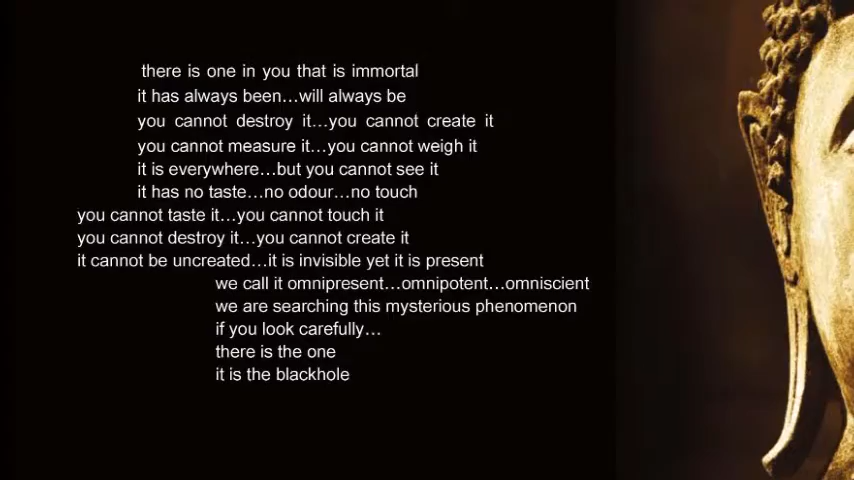 there is one in you that is immortal
it has always been...will always be
you cannot destroy it...you cannot create it
you cannot measure it...you cannot weigh it
it is everywhere...but you cannot see it
it has no taste...no odour...no touch
you cannot taste it...you cannot touch it
you cannot destroy it...you cannot create it
it cannot be uncreated...it is invisible yet it is present
we call it omnipresent...omnipotent...omniscient
we are searching this mysterious phenomenon
if you look carefully...
there is the one
it is the blackhole